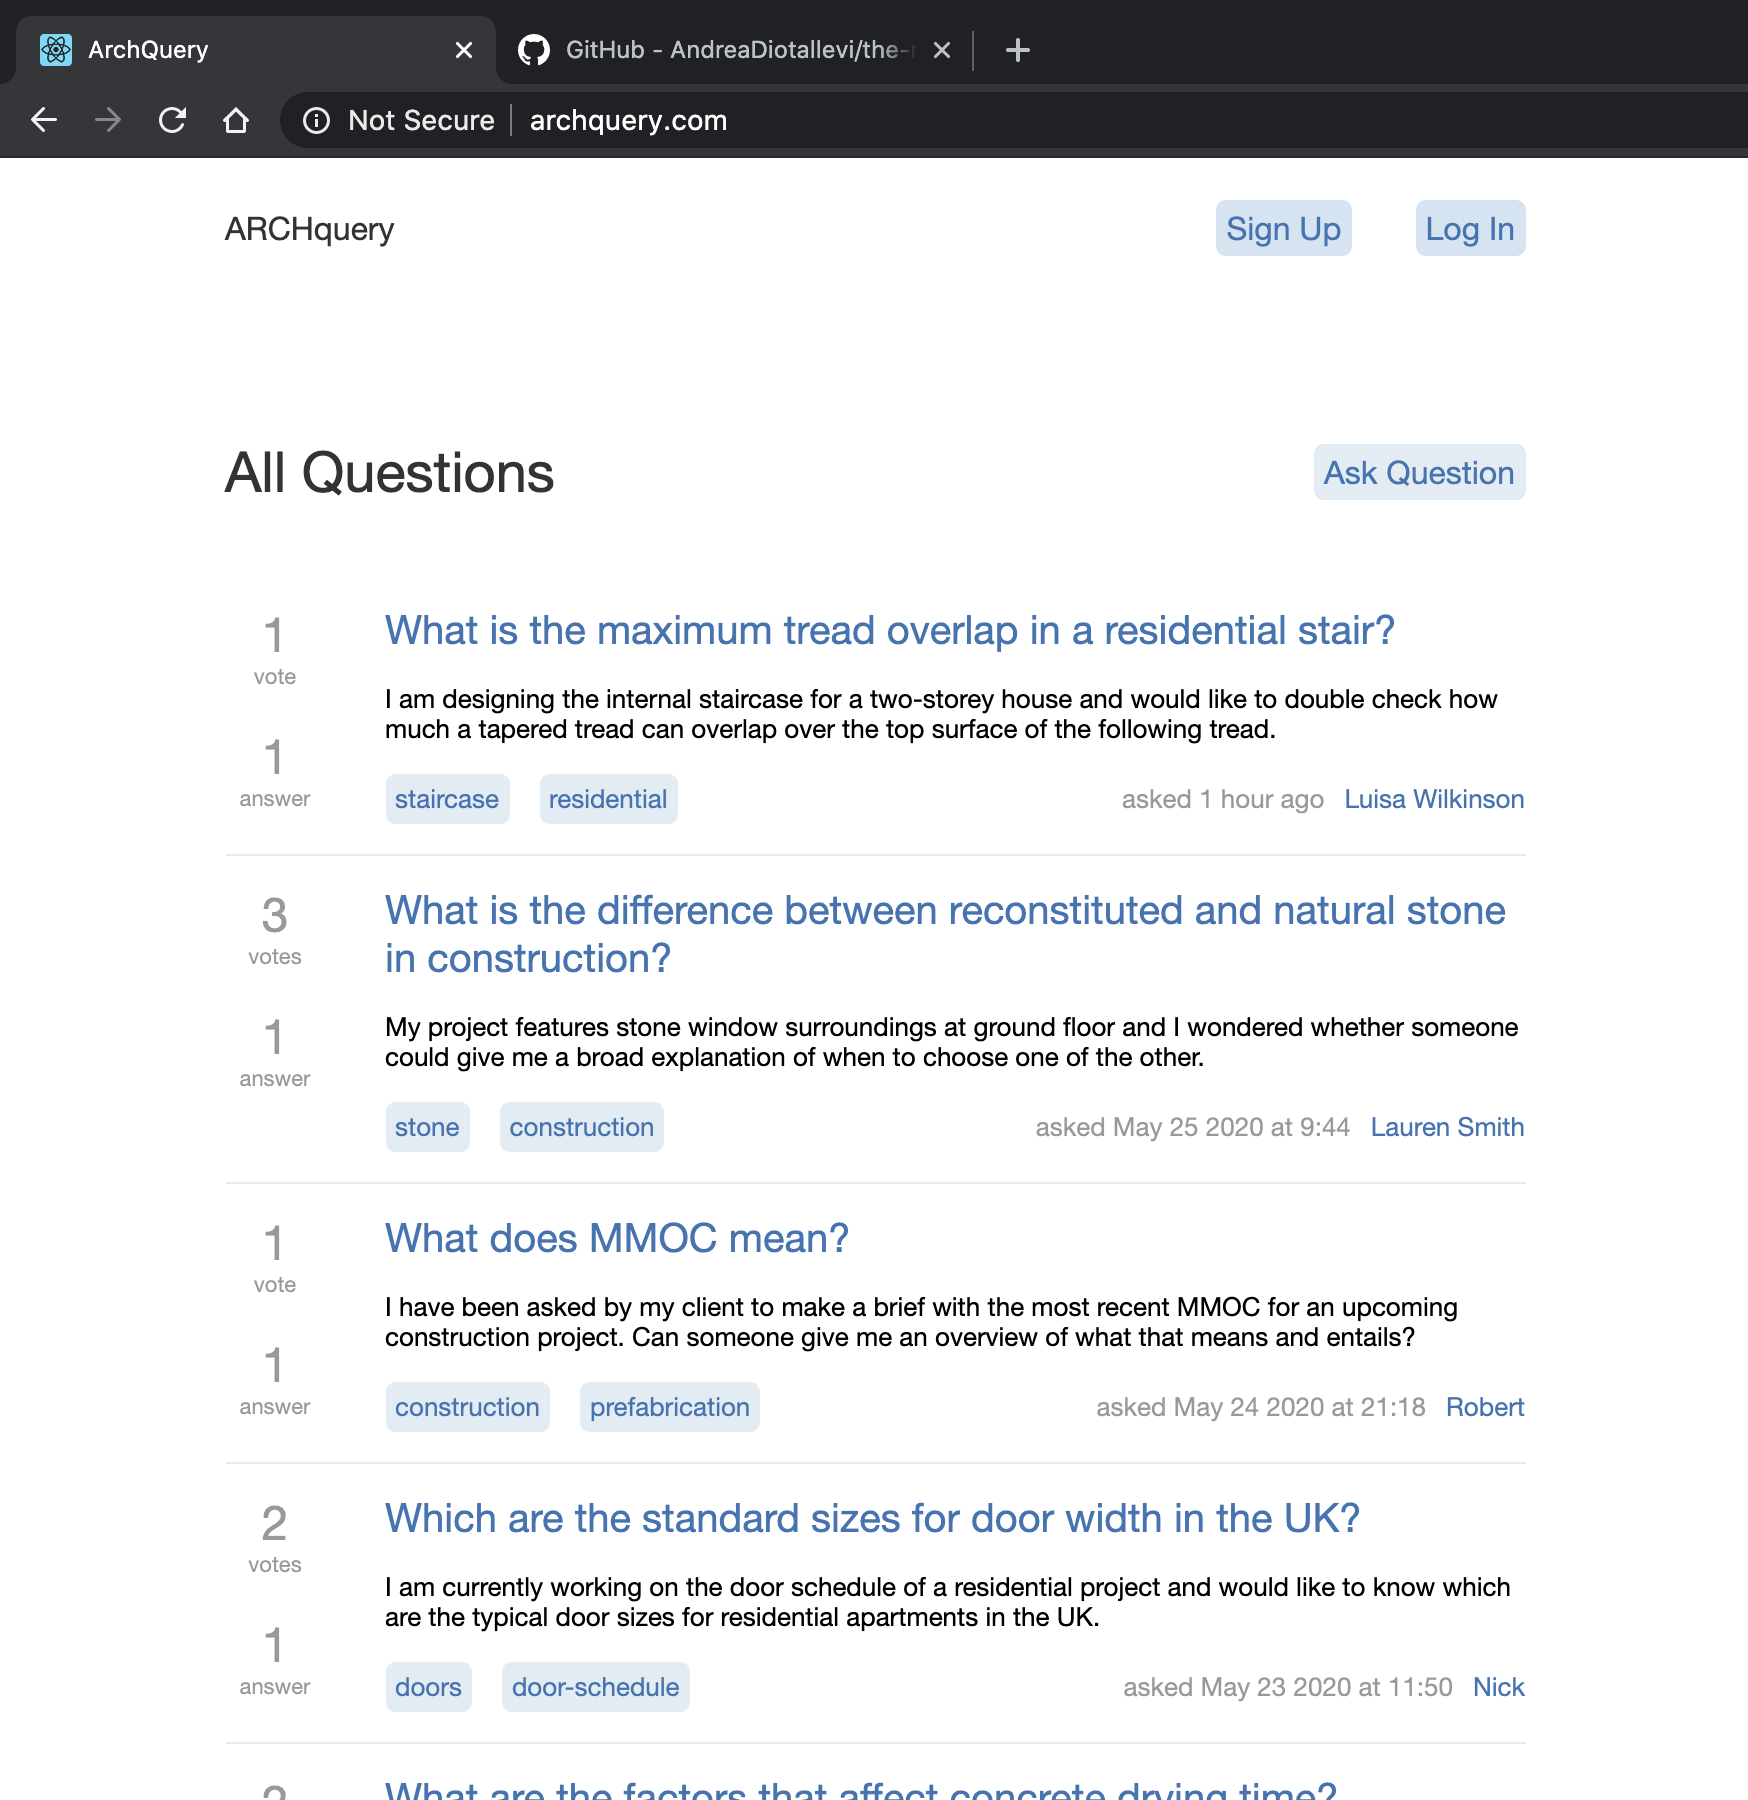 ArchQuery
GitHub - AndreaDiotallevi/the-
Not Secure
archquery.com
ARCHquery
Sign Up
Log In
All Questions
Ask Question
1
vote
1
answer
What is the maximum tread overlap in a residential stair?
I am designing the internal staircase for a two-storey house and would like to double check how
much a tapered tread can overlap over the top surface of the following tread.
staircase
residential
asked 1 hour ago Luisa Wilkinson
3
votes
1
answer
What is the difference between reconstituted and natural stone
in construction?
My project features stone window surroundings at ground floor and I wondered whether someone
could give me a broad explanation of when to choose one of the other.
stone
construction
asked May 25 2020 at 9:44 Lauren Smith
1
vote
1
answer
What does MMOC mean?
I have been asked by my client to make a brief with the most recent MMOC for an upcoming
construction project. Can someone give me an overview of what that means and entails?
construction
prefabrication
asked May 24 2020 at 21:18 Robert
2
votes
1
answer
Which are the standard sizes for door width in the UK?
I am currently working on the door schedule of a residential project and would like to know which
are the typical door sizes for residential apartments in the UK.
doors
door-schedule
asked May 23 2020 at 11:50 Nick
What are the factors that affect concrete drying time?